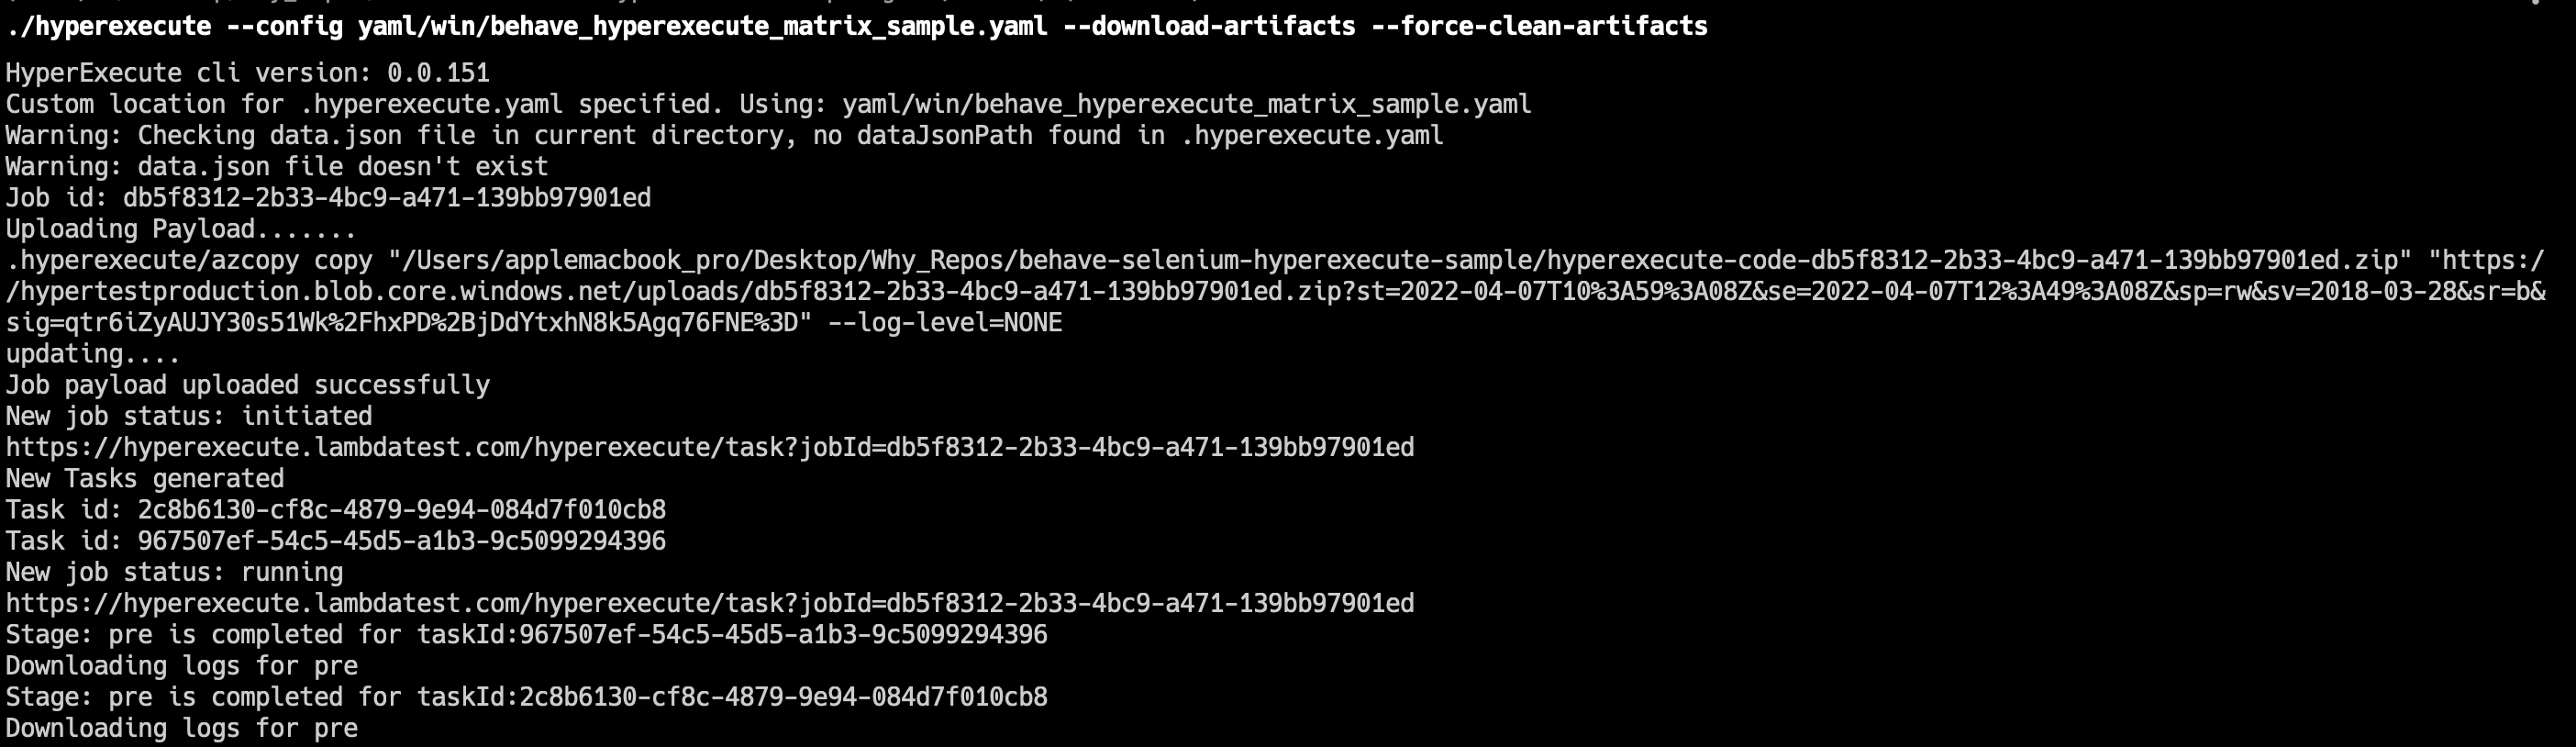 ./hyperexecute --config yaml/win/behave_hyperexecute_matrix_sample.yaml --download-artifacts --force-clean-artifacts
HyperExecute cli version: 0.0.151
Custom location for .hyperexecute.yaml specified. Using: yaml/win/behave_hyperexecute_matrix_sample.yaml
Warning: Checking data.json file in current directory, no dataJsonPath found in .hyperexecute.yaml
Warning: data.json file doesn't exist
Job id: db5f8312-2b33-4bc9-a471-139bb97901ed
Uploading Payload.......
.hyperexecute/azcopy copy "/Users/applemacbook_pro/Desktop/Why_Repos/behave-selenium-hyperexecute-sample/hyperexecute-code-db5f8312-2b33-4bc9-a471-139bb97901ed.zip" "https:/
/hypertestproduction.blob.core.windows.net/uploads/db5f8312-2b33-4bc9-a471-139bb97901ed.zip?st=2022-04-07T10%3A59%3A08Z&se=2022-04-07T12%3A49%3A08Z&sp=rw&sv=2018-03-28&sr=b&
sig=qtr6iZyAUJY30s51Wk%2FhxPD%2BjDdYtxhN8k5Agq76FNE%3D" --log-level=NONE
updating....
Job payload uploaded successfully
New job status: initiated
https://hyperexecute.lambdatest.com/hyperexecute/task?jobId=db5f8312-2b33-4bc9-a471-139bb97901ed
New Tasks generated
Task id: 2c8b6130-cf8c-4879-9e94-084d7f010cb8
Task id: 967507ef-54c5-45d5-a1b3-9c5099294396
New job status: running
https://hyperexecute.lambdatest.com/hyperexecute/task?jobId=db5f8312-2b33-4bc9-a471-139bb97901ed
Stage: pre is completed for taskId:967507ef-54c5-45d5-a1b3-9c5099294396
Downloading logs for pre
Stage: pre is completed for taskId:2c8b6130-cf8c-4879-9e94-084d7f010cb8
Downloading logs for pre